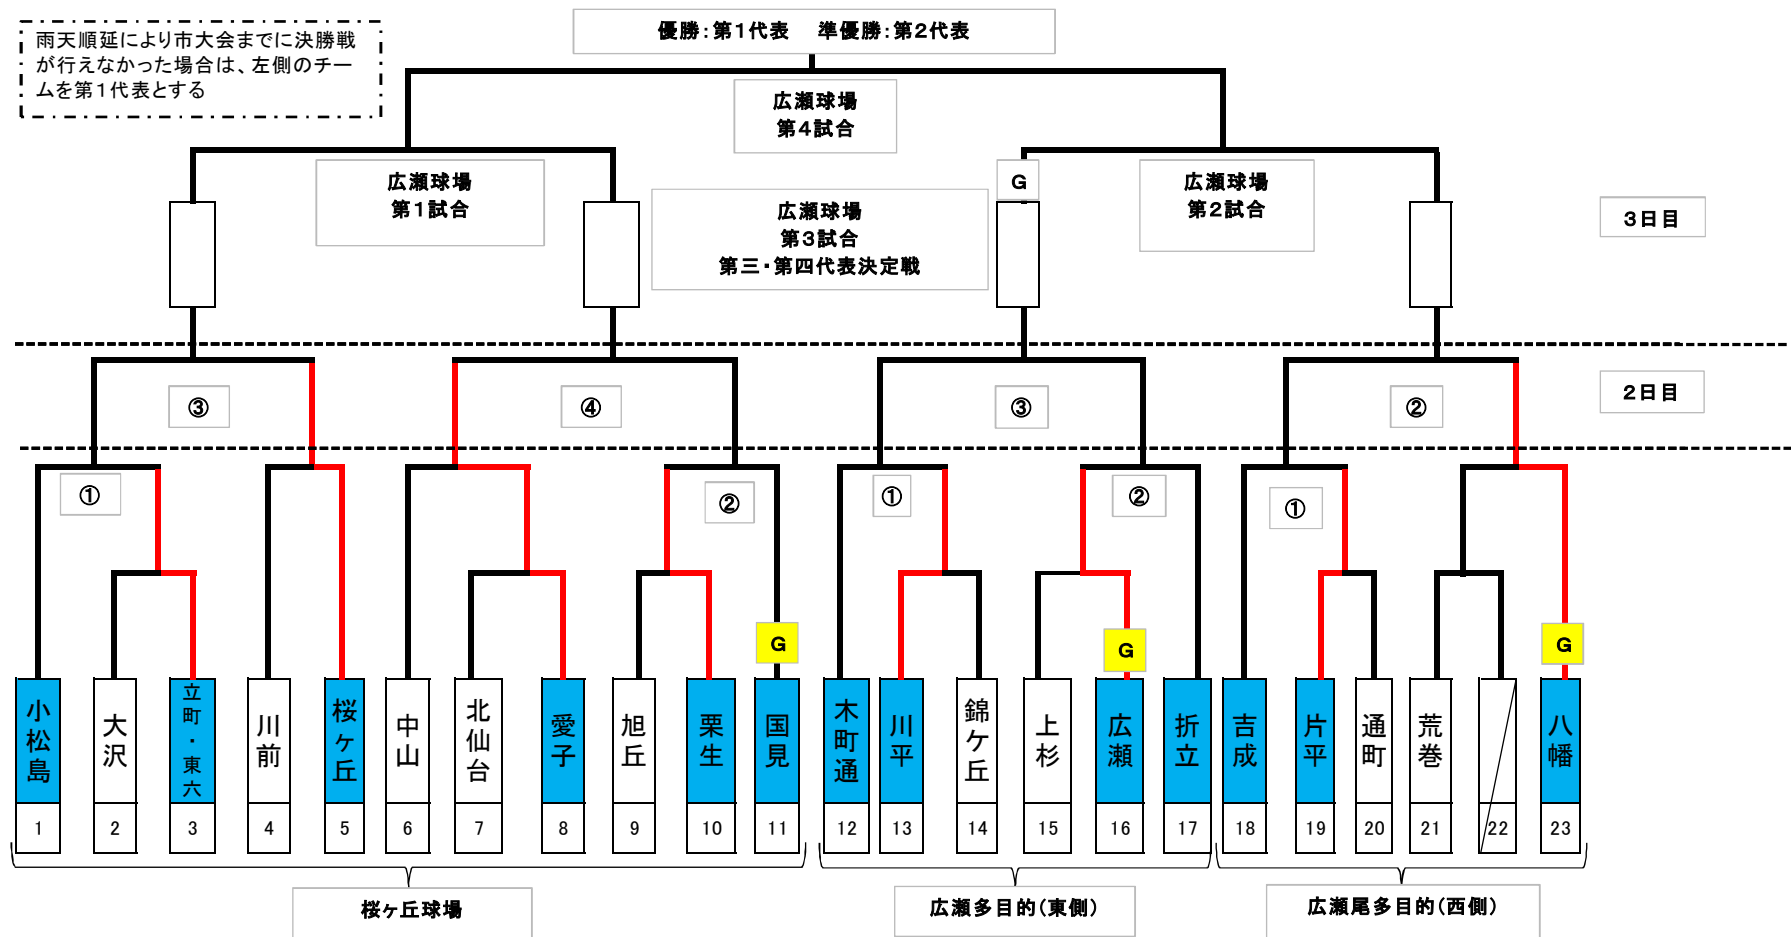 雨天順延により市大会までに決勝戦
が行えなかった場合は、左側のチー
ムを第1代表とする
優勝:第1代表　準優勝:第2代表
広瀬球場
第4試合
広瀬球場
第1試合
広瀬球場
第3試合
第三・第四代表決定戦
G
広瀬球場
第2試合
3日目
③
④
③
②
2日目
①
②
①
②
①
G
G
G
小松島
大沢
立町・東六
川前
桜ヶ丘
中山
北仙台
愛子
旭丘
栗生
国見
木町通
川平
錦ケ丘
上杉
広瀬
折立
吉成
片平
通町
荒巻
八幡
1
2
3
4
5
6
7
8
9
10
11
12
13
14
15
16
17
18
19
20
21
22
23
桜ヶ丘球場
広瀬多目的(東側)
広瀬尾多目的(西側)